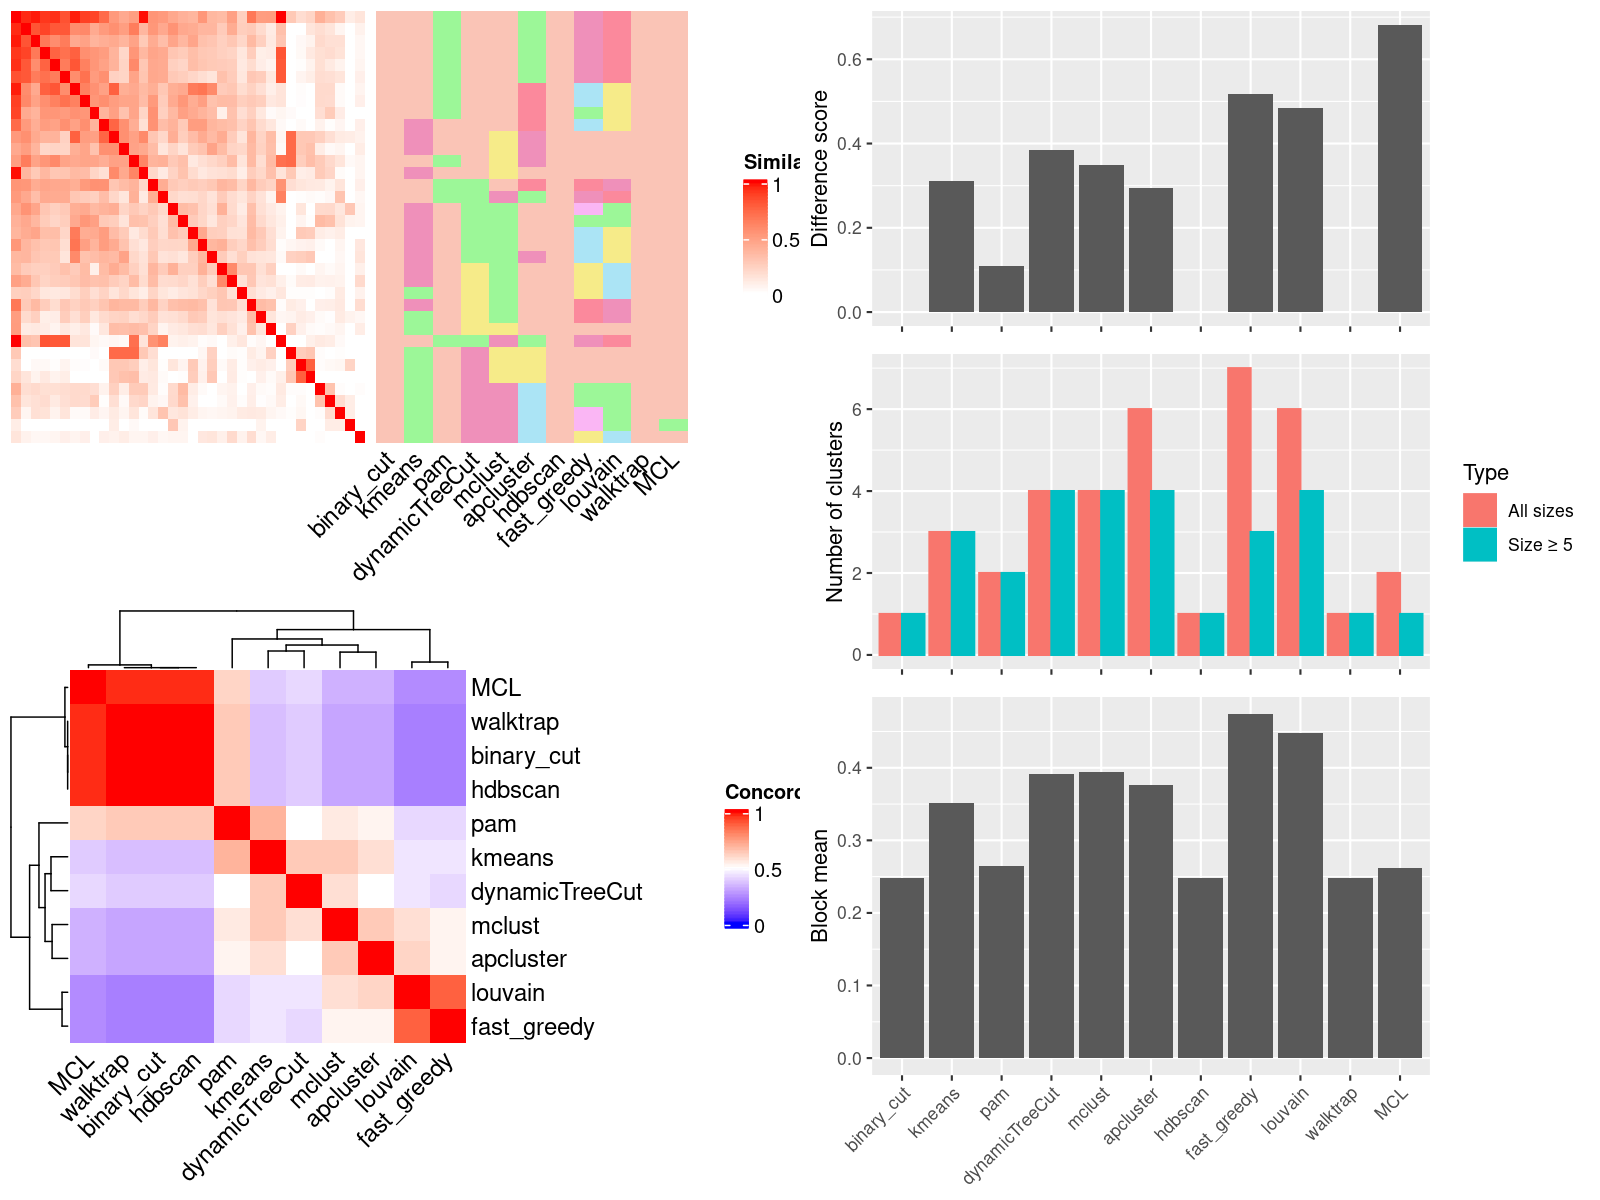 Simila
1
0.5
0
binary_cut
kmeans
pam
dynamicTreeCut
mclust
apcluster
hdbscan
fast_greedy
louvain
walktrap
MCL
MCL
walktrap
binary_cut
hdbscan
pam
kmeans
dynamicTreeCut
mclust
apcluster
louvain
fast_greedy
MCL
walktrap
binary_cut
hdbscan
pam
kmeans
dynamicTreeCut
mclust
apcluster
louvain
fast_greedy
Concord
1
0.5
0
Difference score
0.6
0.4
0.2
0.0
Number of clusters
6
4
2
0
Type
All sizes
Size ≥ 5
Block mean
0.4
0.3
0.2
0.1
0.0
binary_cut
kmeans
pam
dynamicTreeCut
mclust
apcluster
hdbscan
fast_greedy
louvain
walktrap
MCL